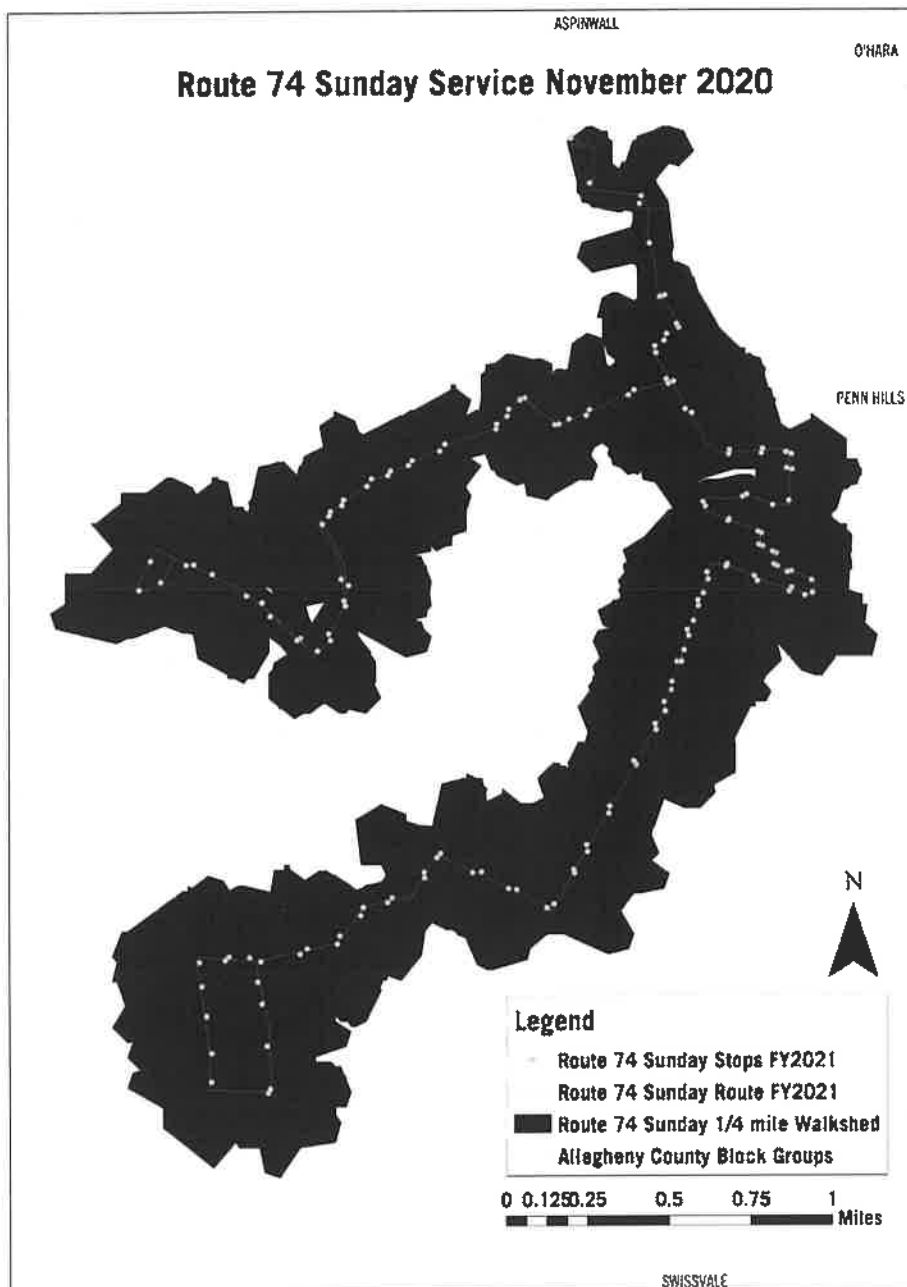 ASPINWALL
O'HARA
Route 74 Sunday Service November 2020
PENN HILLS
N
Legend
Route 74 Sunday Stops FY2021
Route 74 Sunday Route FY2021
Route 74 Sunday 1/4 mile Walkshed
Allegheny County Block Groups
0 0.125 0.25 0.5 0.75 1
Miles
SWISSVALE